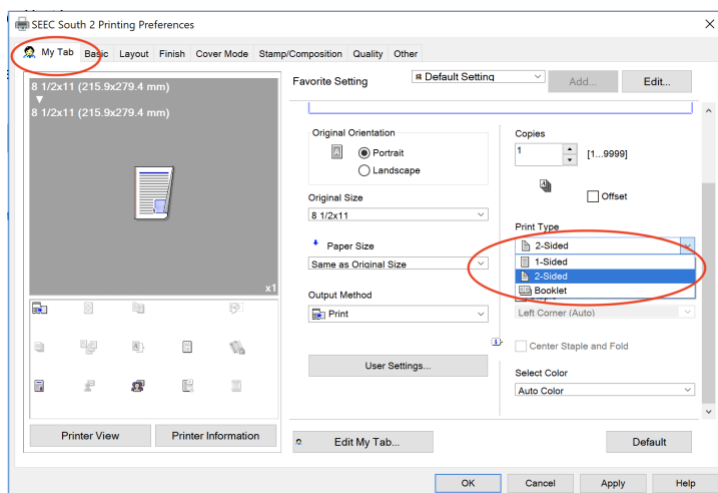 SEEC South 2 Printing Preferences
My Tab Basic Layout Finish Cover Mode Stamp/Composition Quality Other
8 1/2x11 (215.9x279.4 mm)
8 1/2x11 (215.9x279.4 mm)
x1
Printer View Printer Information
Favorite Setting Default Setting Add... Edit...
Original Orientation
Portrait
Landscape
Original Size
8 1/2x11
Paper Size
Same as Original Size
Output Method
Print
User Settings...
Copies
1 [1...9999]
Offset
Print Type
2-Sided
1-Sided
2-Sided
Booklet
Left Corner (Auto)
Center Staple and Fold
Select Color
Auto Color
Edit My Tab... Default
OK Cancel Apply Help